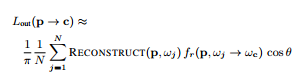 L_out(p → c) ≈
1/π 1/N ∑_{j=1}^{N} RECONSTRUCT(p, ω_j) f_r(p, ω_j → ω_c) cos θ